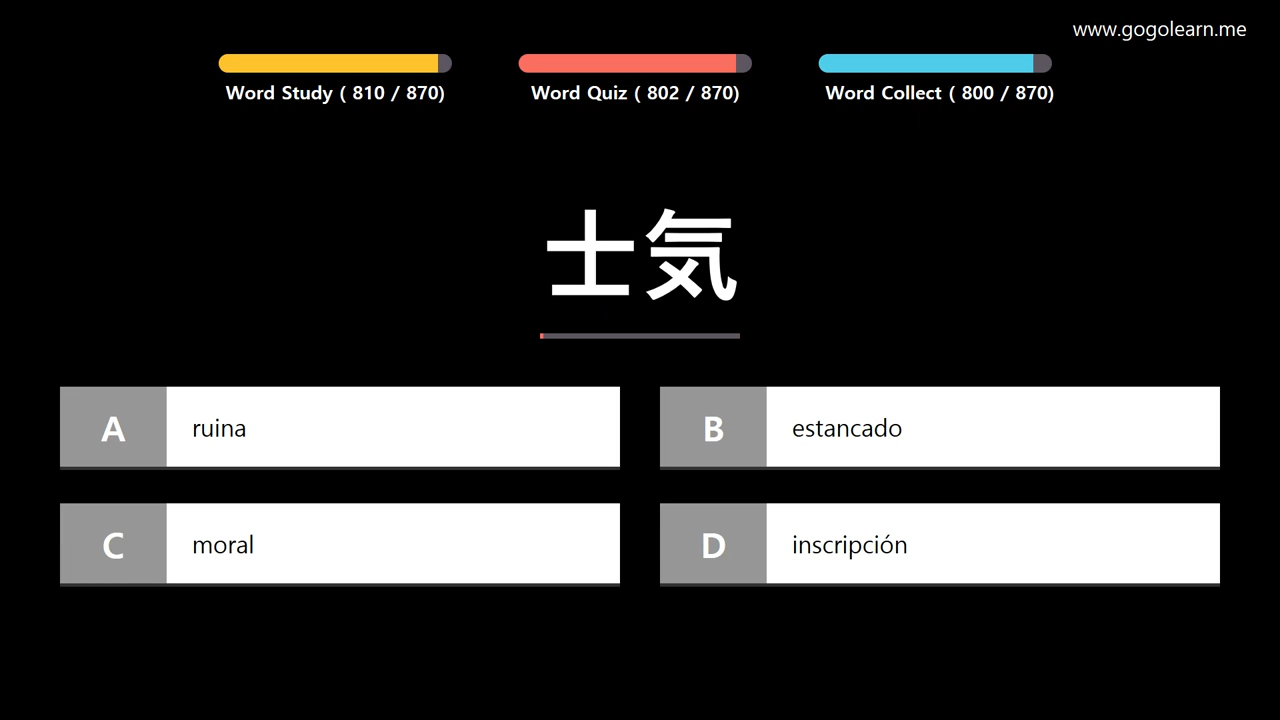 www.gogolearn.me
Word Study ( 810 / 870)
Word Quiz ( 802 / 870)
Word Collect ( 800 / 870)
士気
A ruina
B estancado
C moral
D inscripción